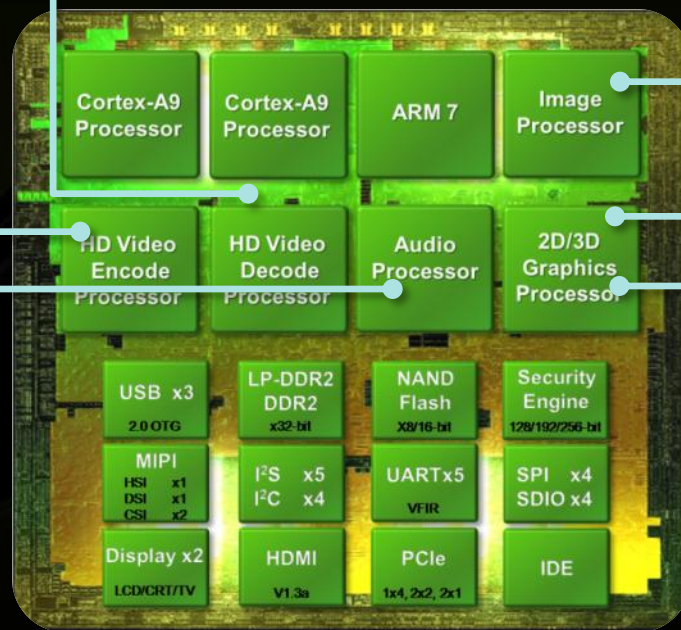 Cortex-A9
Processor
Cortex-A9
Processor
ARM 7
Image
Processor
HD Video
Encode
Processor
HD Video
Decode
Processor
Audio
Processor
2D/3D
Graphics
Processor
USB x3
2.0 OTG
LP-DDR2
DDR2
x32-bit
NAND
Flash
X8/16-bit
Security
Engine
128/192/256-bit
MIPI
HSI x1
DSI x1
CSI x2
I²S x5
I²C x4
UARTx5
VFIR
SPI x4
SDIO x4
Display x2
LCD/CRT/TV
HDMI
V1.3a
PCIe
1x4, 2x2, 2x1
IDE